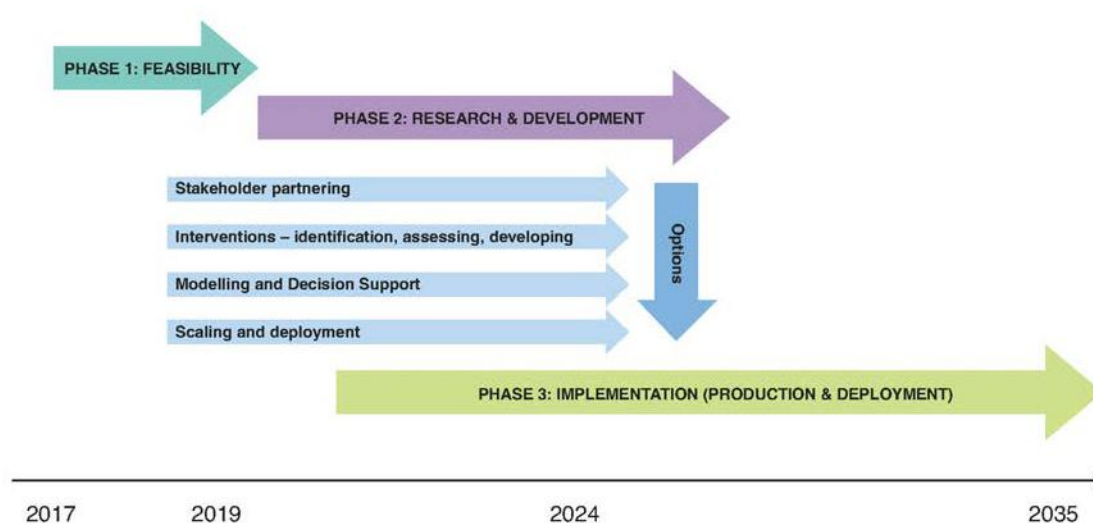 PHASE 1: FEASIBILITY
PHASE 2: RESEARCH & DEVELOPMENT
Stakeholder partnering
Interventions – identification, assessing, developing
Modelling and Decision Support
Scaling and deployment
Options
PHASE 3: IMPLEMENTATION (PRODUCTION & DEPLOYMENT)
2017 2019 2024 2035